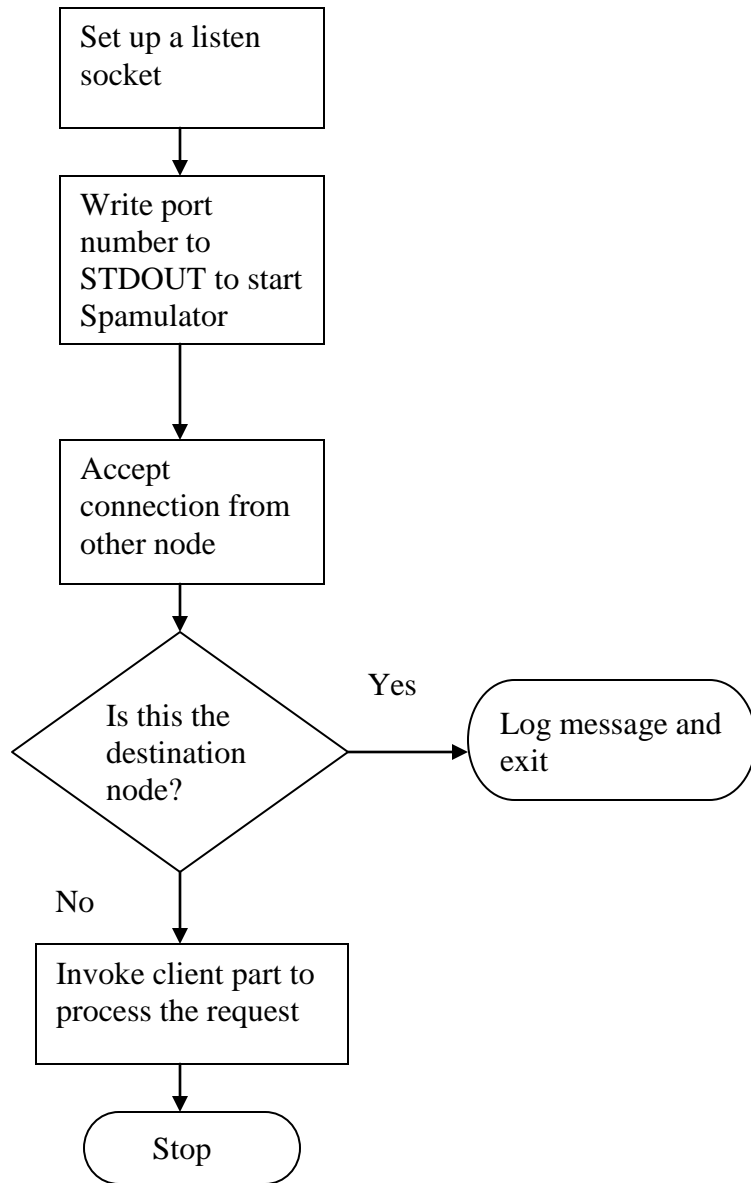 Set up a listen
socket
Write port
number to
STDOUT to start
Spamulator
Accept
connection from
other node
Is this the
destination
node?
Yes
Log message and
exit
No
Invoke client part to
process the request
Stop